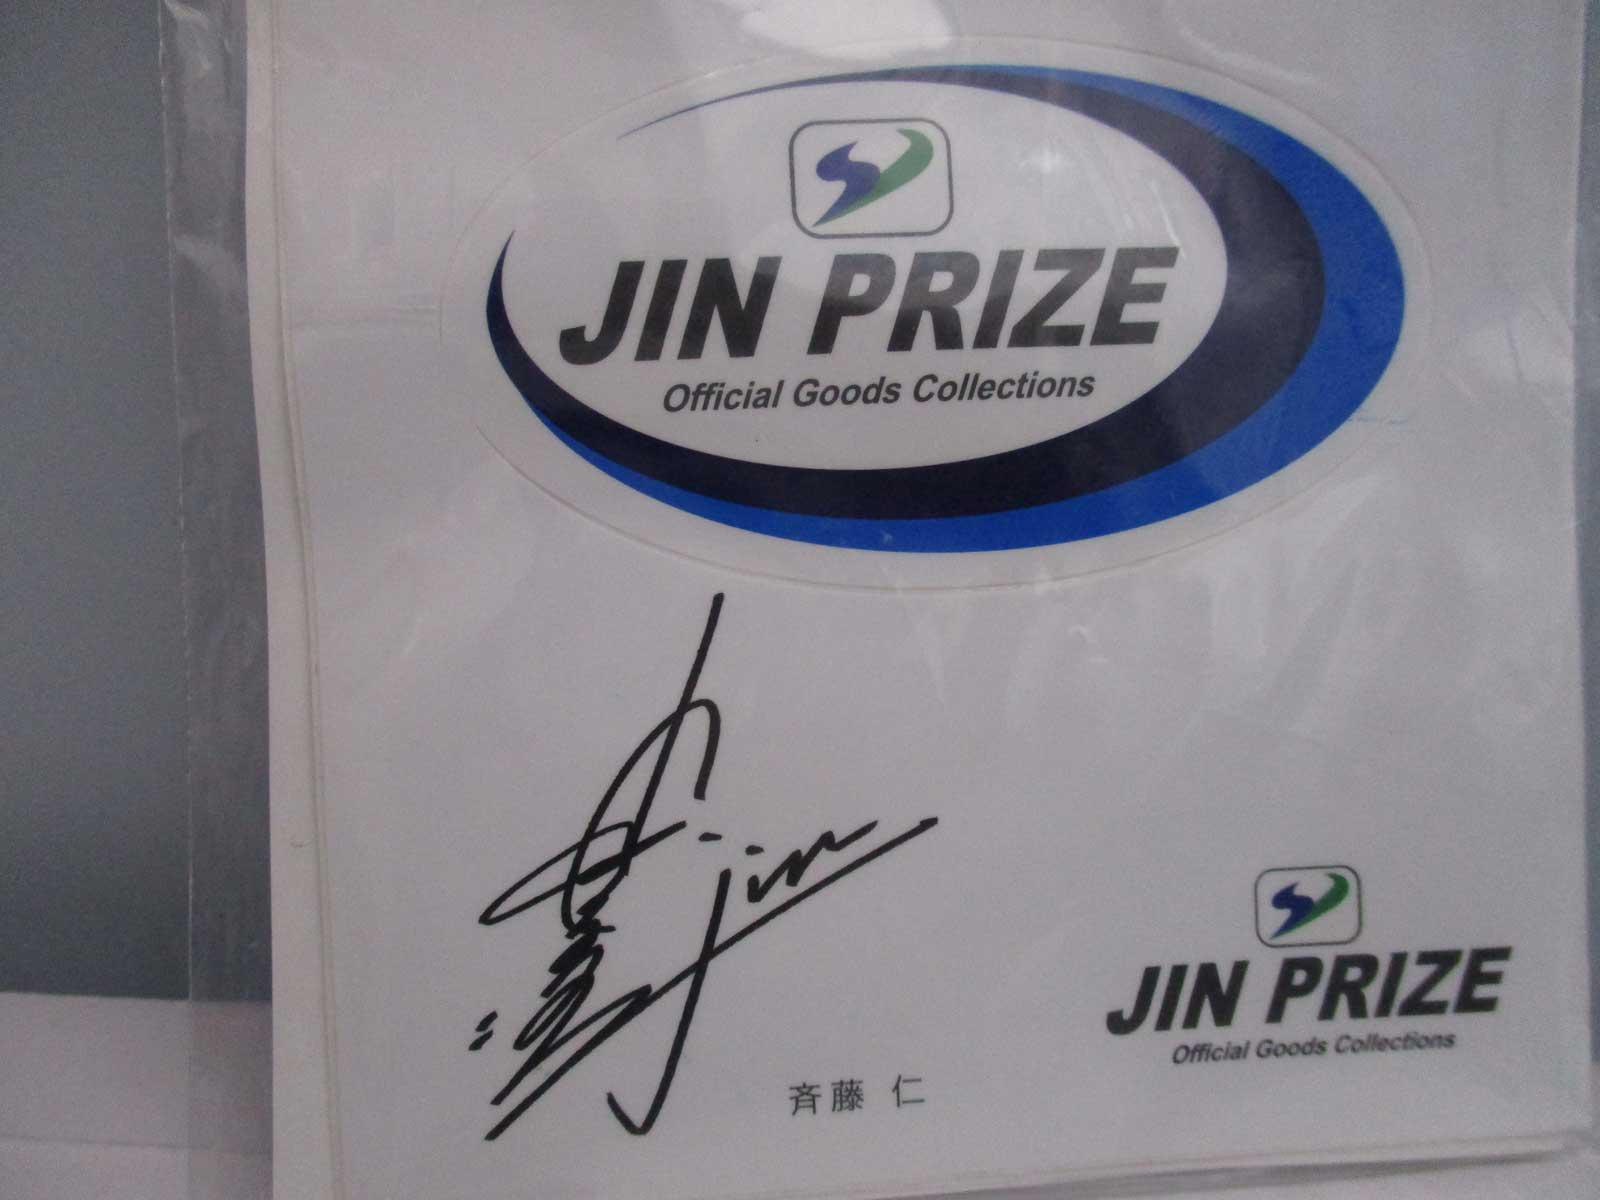 JIN PRIZE
Official Goods Collections
jin
JIN PRIZE
Official Goods Collections
斉藤 仁